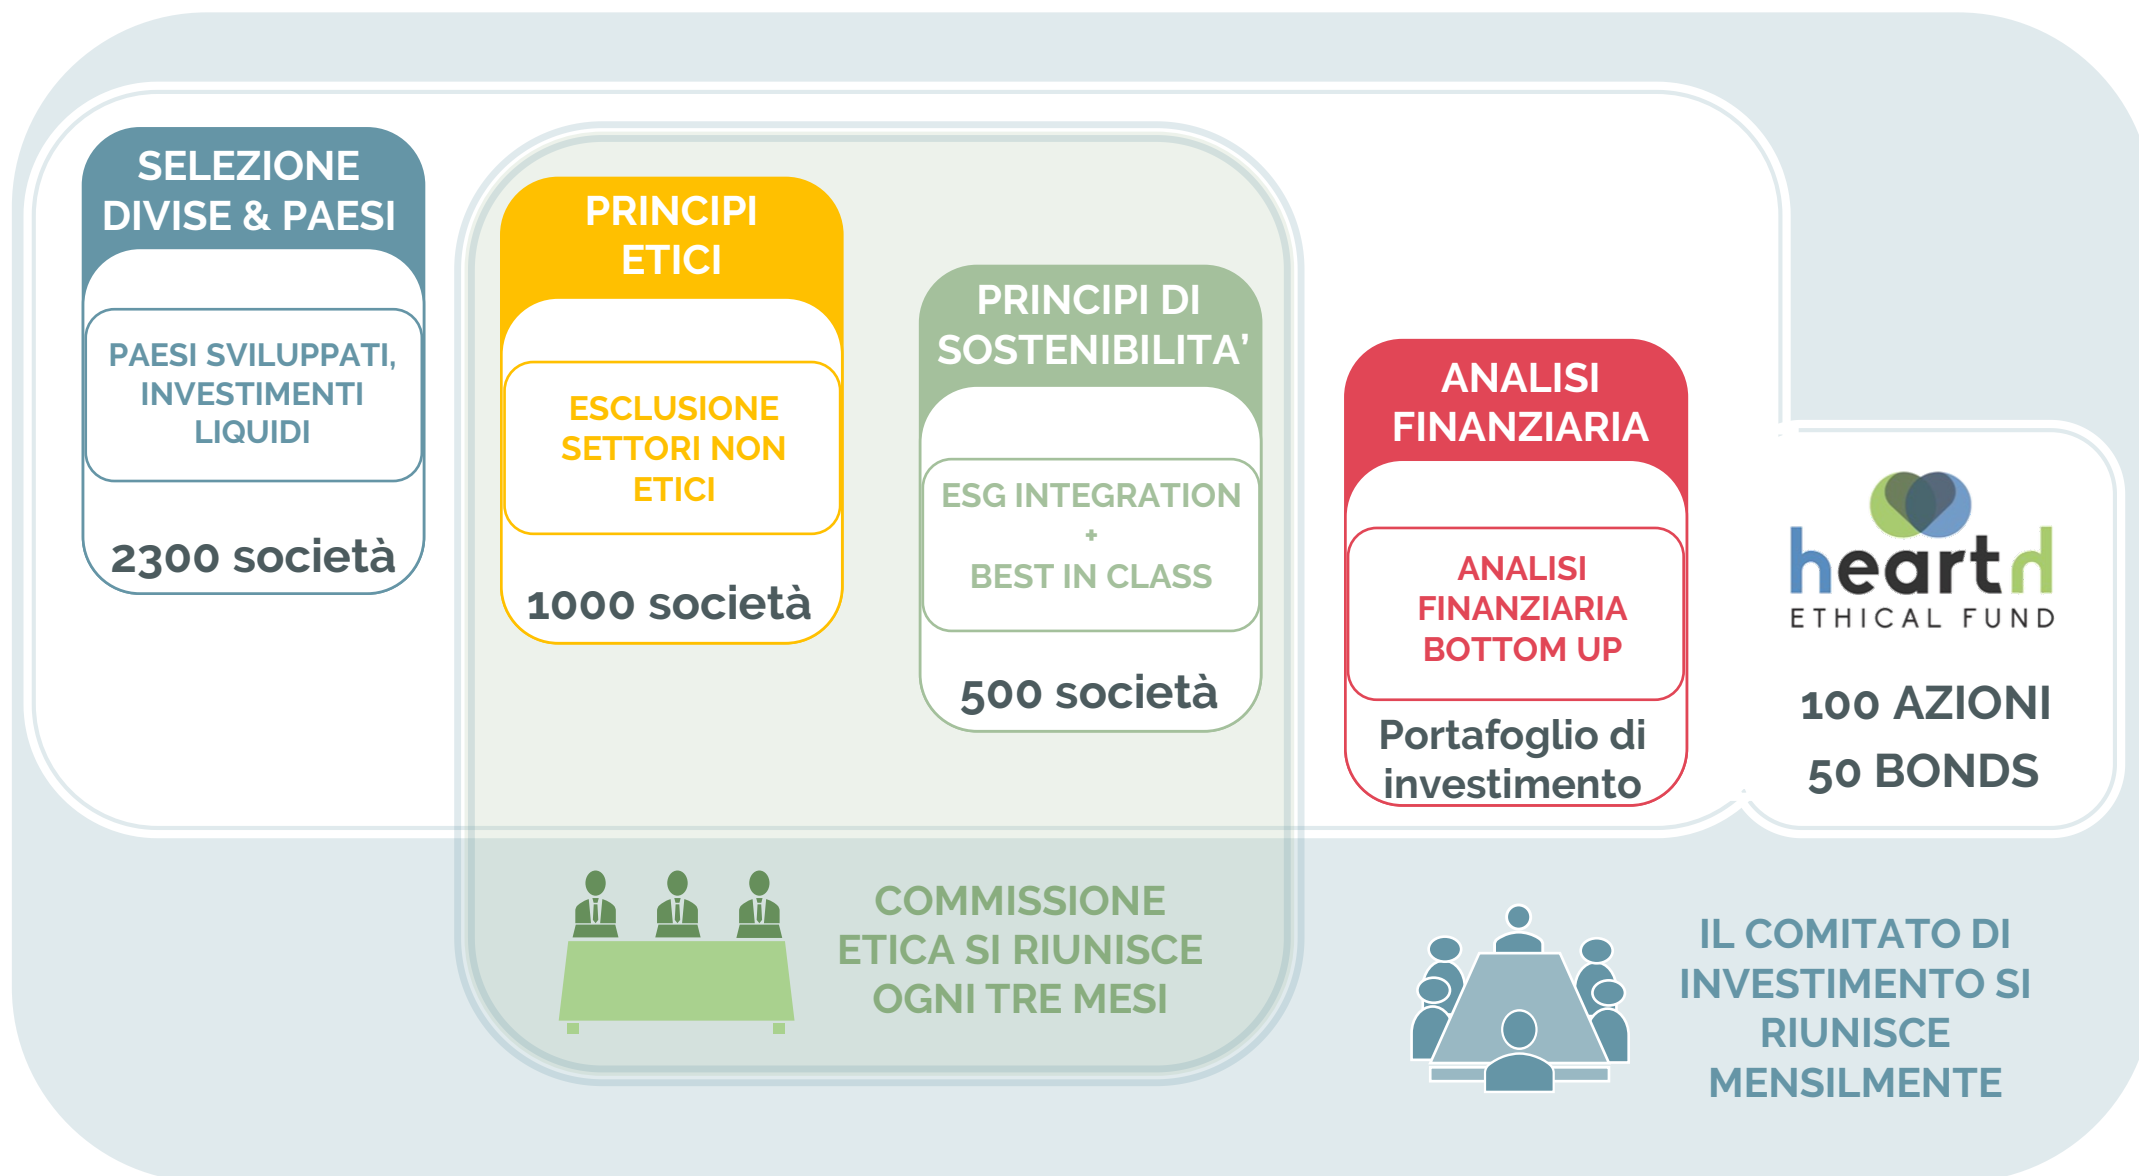 SELEZIONE
DIVISE & PAESI
PAESI SVILUPPATI,
INVESTIMENTI
LIQUIDI
2300 società
PRINCIPI
ETICI
ESCLUSIONE
SETTORI NON
ETICI
1000 società
PRINCIPI DI
SOSTENIBILITA’
ESG INTEGRATION
+
BEST IN CLASS
500 società
ANALISI
FINANZIARIA
ANALISI
FINANZIARIA
BOTTOM UP
Portafoglio di
investimento
heart
ETHICAL FUND
100 AZIONI
50 BONDS
COMMISSIONE
ETICA SI RIUNISCE
OGNI TRE MESI
IL COMITATO DI
INVESTIMENTO SI
RIUNISCE
MENSILMENTE